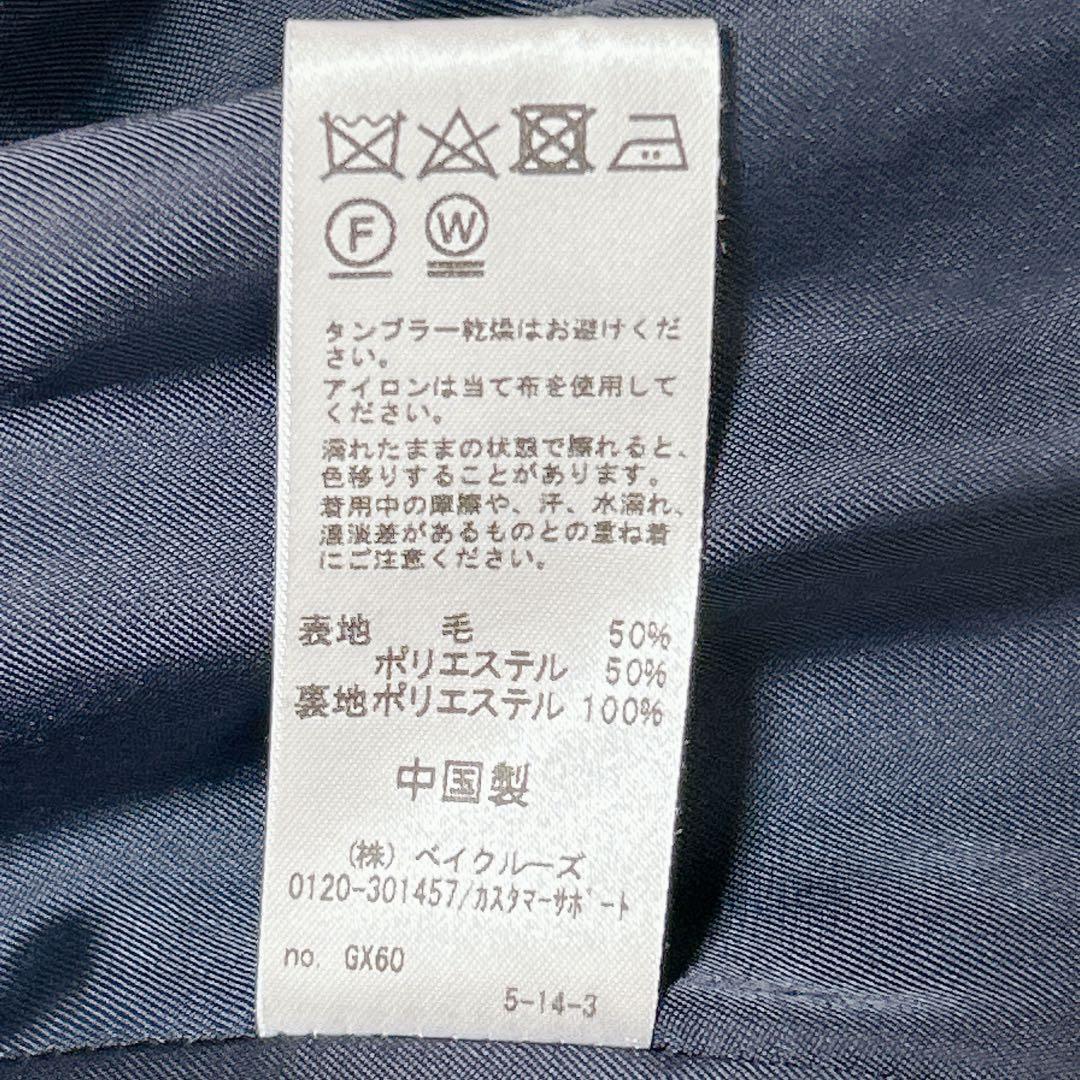 F W
タンブラー乾燥はお避けくだ
さい。
アイロンは当て布を使用して
ください。
濡れたままの状態で擦れると、
色移りすることがあります。
着用中の摩擦や、汗、水濡れ、
濃淡差があるものとの重ね着
にご注意ください。
表地 毛 50%
ポリエステル 50%
裏地ポリエステル 100%
中国製
(株) ベイクルーズ
0120-301457/カスタマーサポート
no. GX60
5-14-3